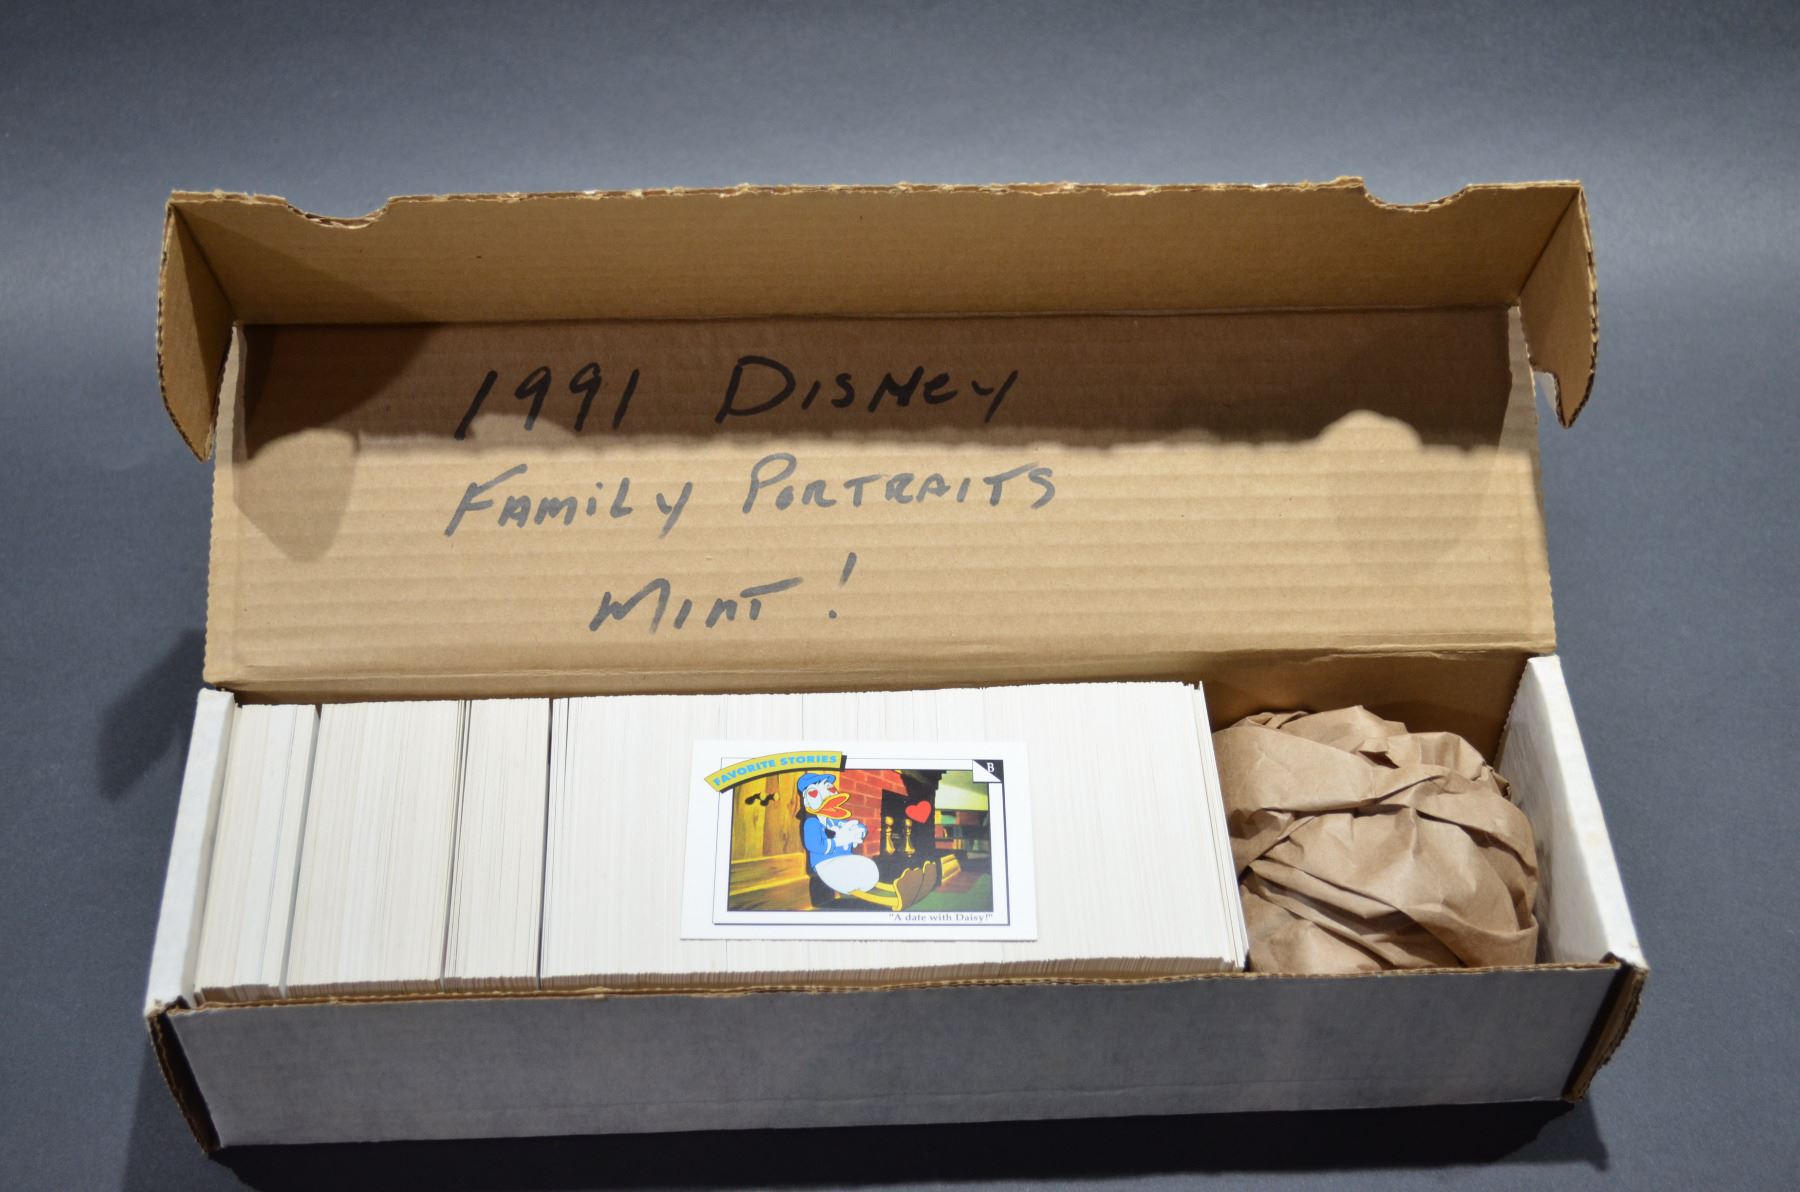 1991 Disney
Family Portraits
Mint!
FAVORITE STORIES
B
"A date with Daisy!"